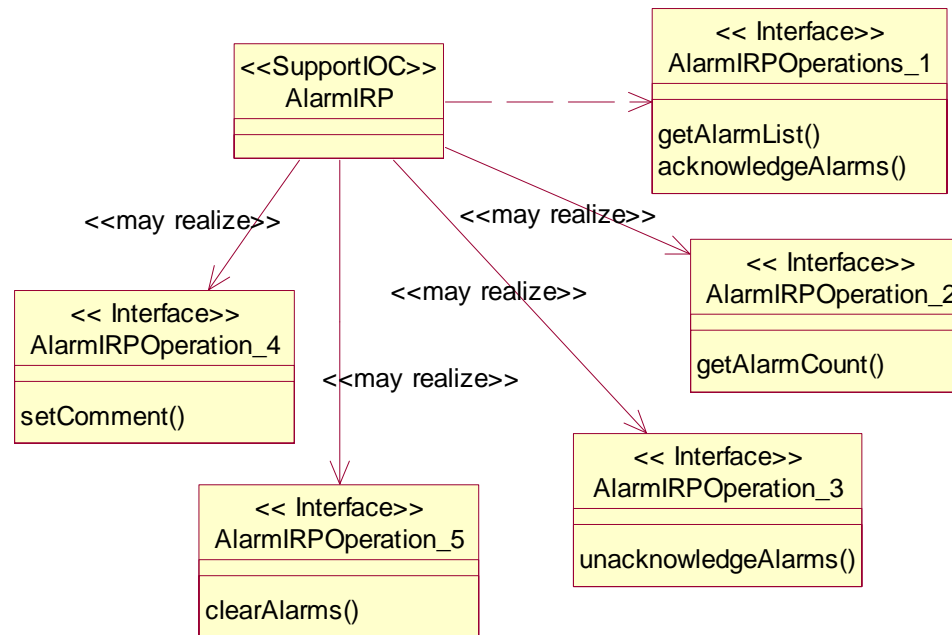 <<SupportIOC>>
AlarmIRP
<< Interface>>
AlarmIRPOperations_1
getAlarmList()
acknowledgeAlarms()
<<may realize>>
<<may realize>>
<<may realize>>
<<may realize>>
<< Interface>>
AlarmIRPOperation_2
getAlarmCount()
<< Interface>>
AlarmIRPOperation_4
setComment()
<< Interface>>
AlarmIRPOperation_3
unacknowledgeAlarms()
<< Interface>>
AlarmIRPOperation_5
clearAlarms()